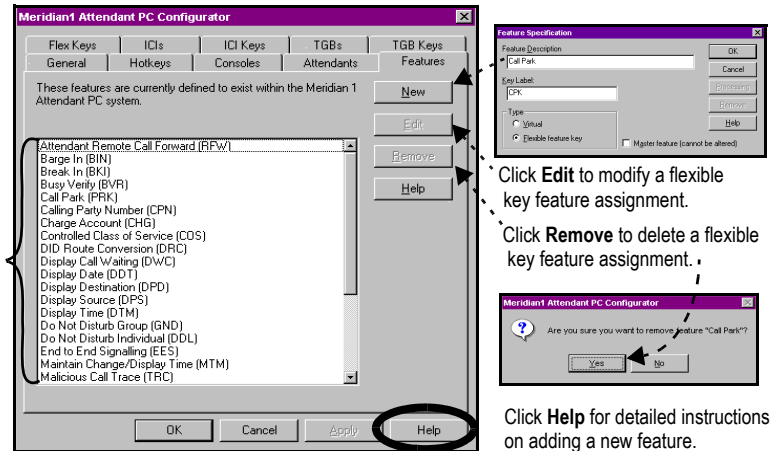 Meridian1 Attendant PC Configurator
Flex Keys ICIs ICI Keys TGBs TGB Keys
General Hotkeys Consoles Attendants Features
These features are currently defined to exist within the Meridian 1
Attendant PC system.
New
Edit
Remove
Help
Attendant Remote Call Forward (RFW)
Barge In (BIN)
Break In (BKI)
Busy Verify (BVR)
Call Park (PRK)
Calling Party Number (CPN)
Charge Account (CHG)
Controlled Class of Service (COS)
DID Route Conversion (DRC)
Display Call Waiting (DWC)
Display Date (DDT)
Display Destination (DPD)
Display Source (DPS)
Display Time (DTM)
Do Not Disturb Group (GND)
Do Not Disturb Individual (DDL)
End to End Signalling (EES)
Maintain Change/Display Time (MTM)
Malicious Call Trace (TRC)
OK Cancel Apply Help
Feature Specification
Feature Description
Call Park
Key Label:
CPK
Type
Virtual
Flexible feature key
Master feature (cannot be altered)
OK
Cancel
Processing
Remove
Help
Click Edit to modify a flexible
key feature assignment.
Click Remove to delete a flexible
key feature assignment.
Meridian1 Attendant PC Configurator
Are you sure you want to remove feature "Call Park"?
Yes No
Click Help for detailed instructions
on adding a new feature.